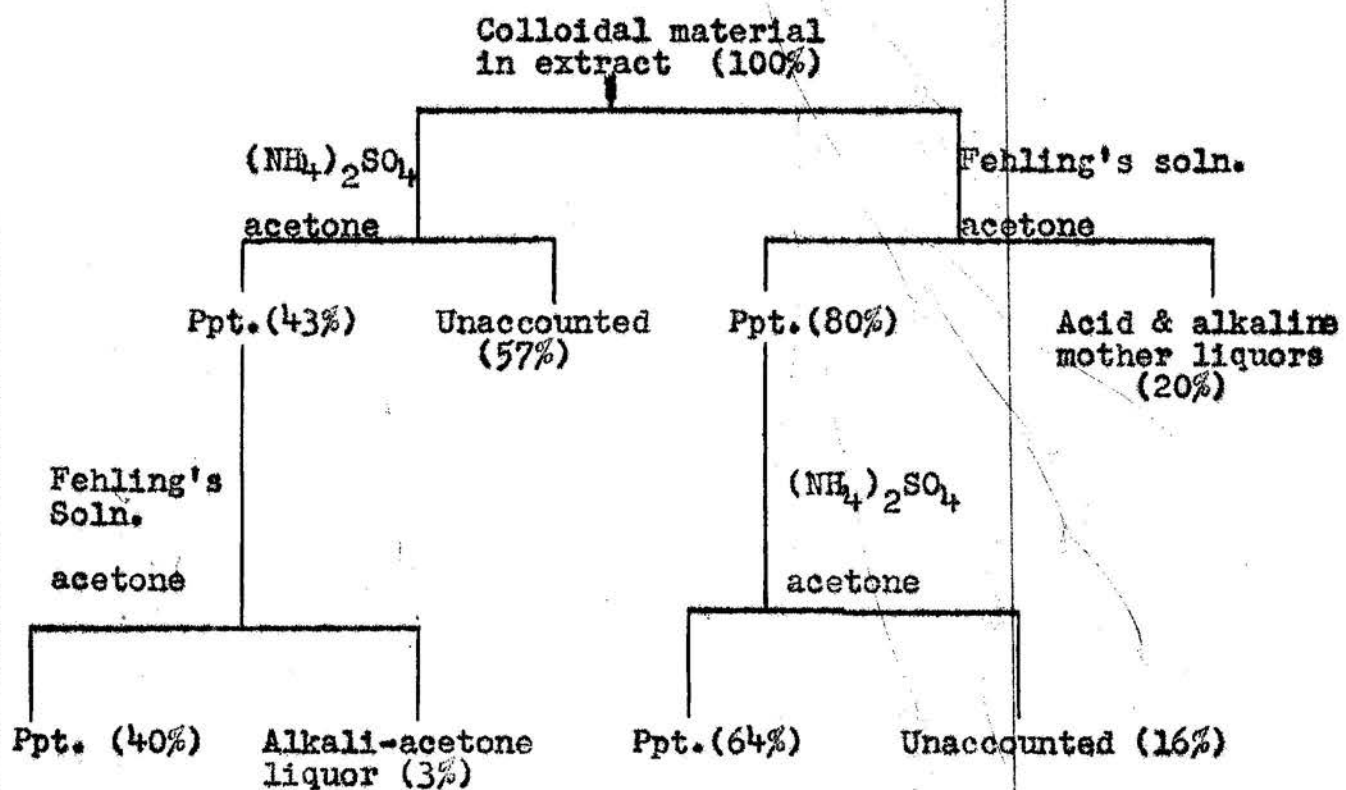 Colloidal material
in extract (100%)
(NH4)2SO4
acetone
Fehling's soln.
acetone
Ppt.(43%)
Unaccounted
(57%)
Ppt.(80%)
Acid & alkaline
mother liquors
(20%)
Fehling's
Soln.
acetone
(NH4)2SO4
acetone
Ppt. (40%)
Alkali-acetone
liquor (3%)
Ppt.(64%)
Unaccounted (16%)